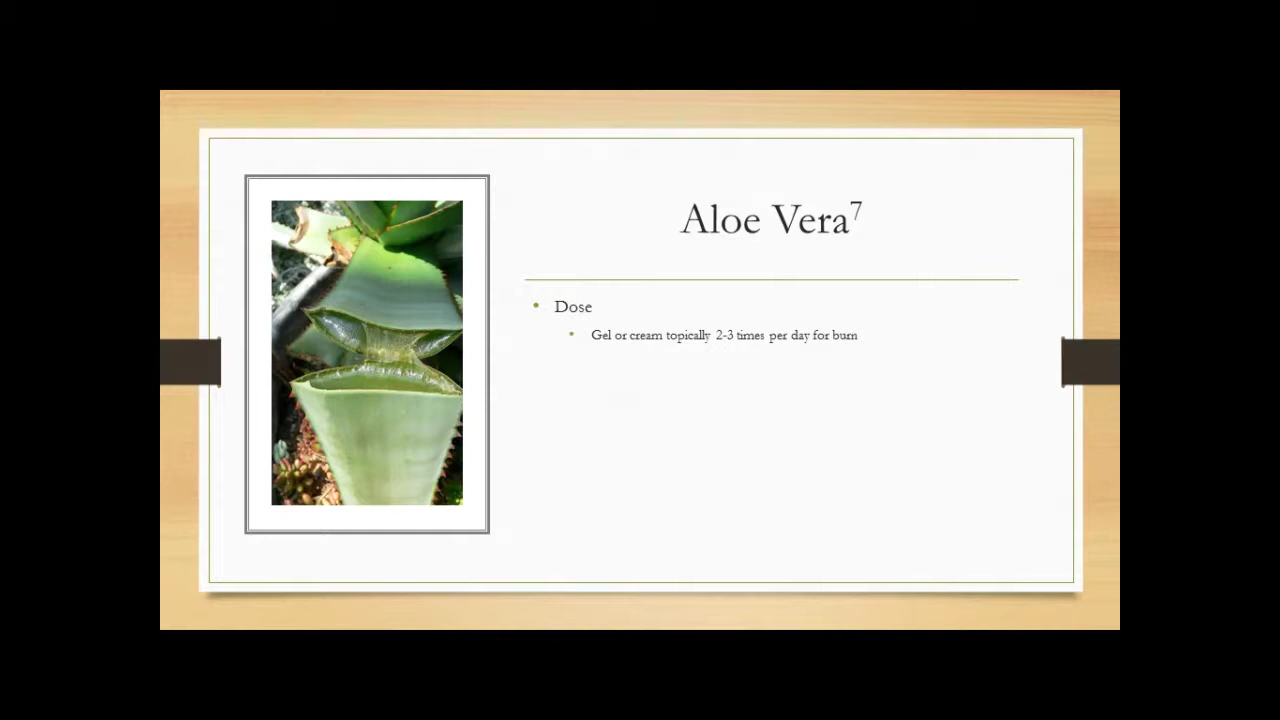 Aloe Vera⁷
• Dose
• Gel or cream topically 2-3 times per day for burn